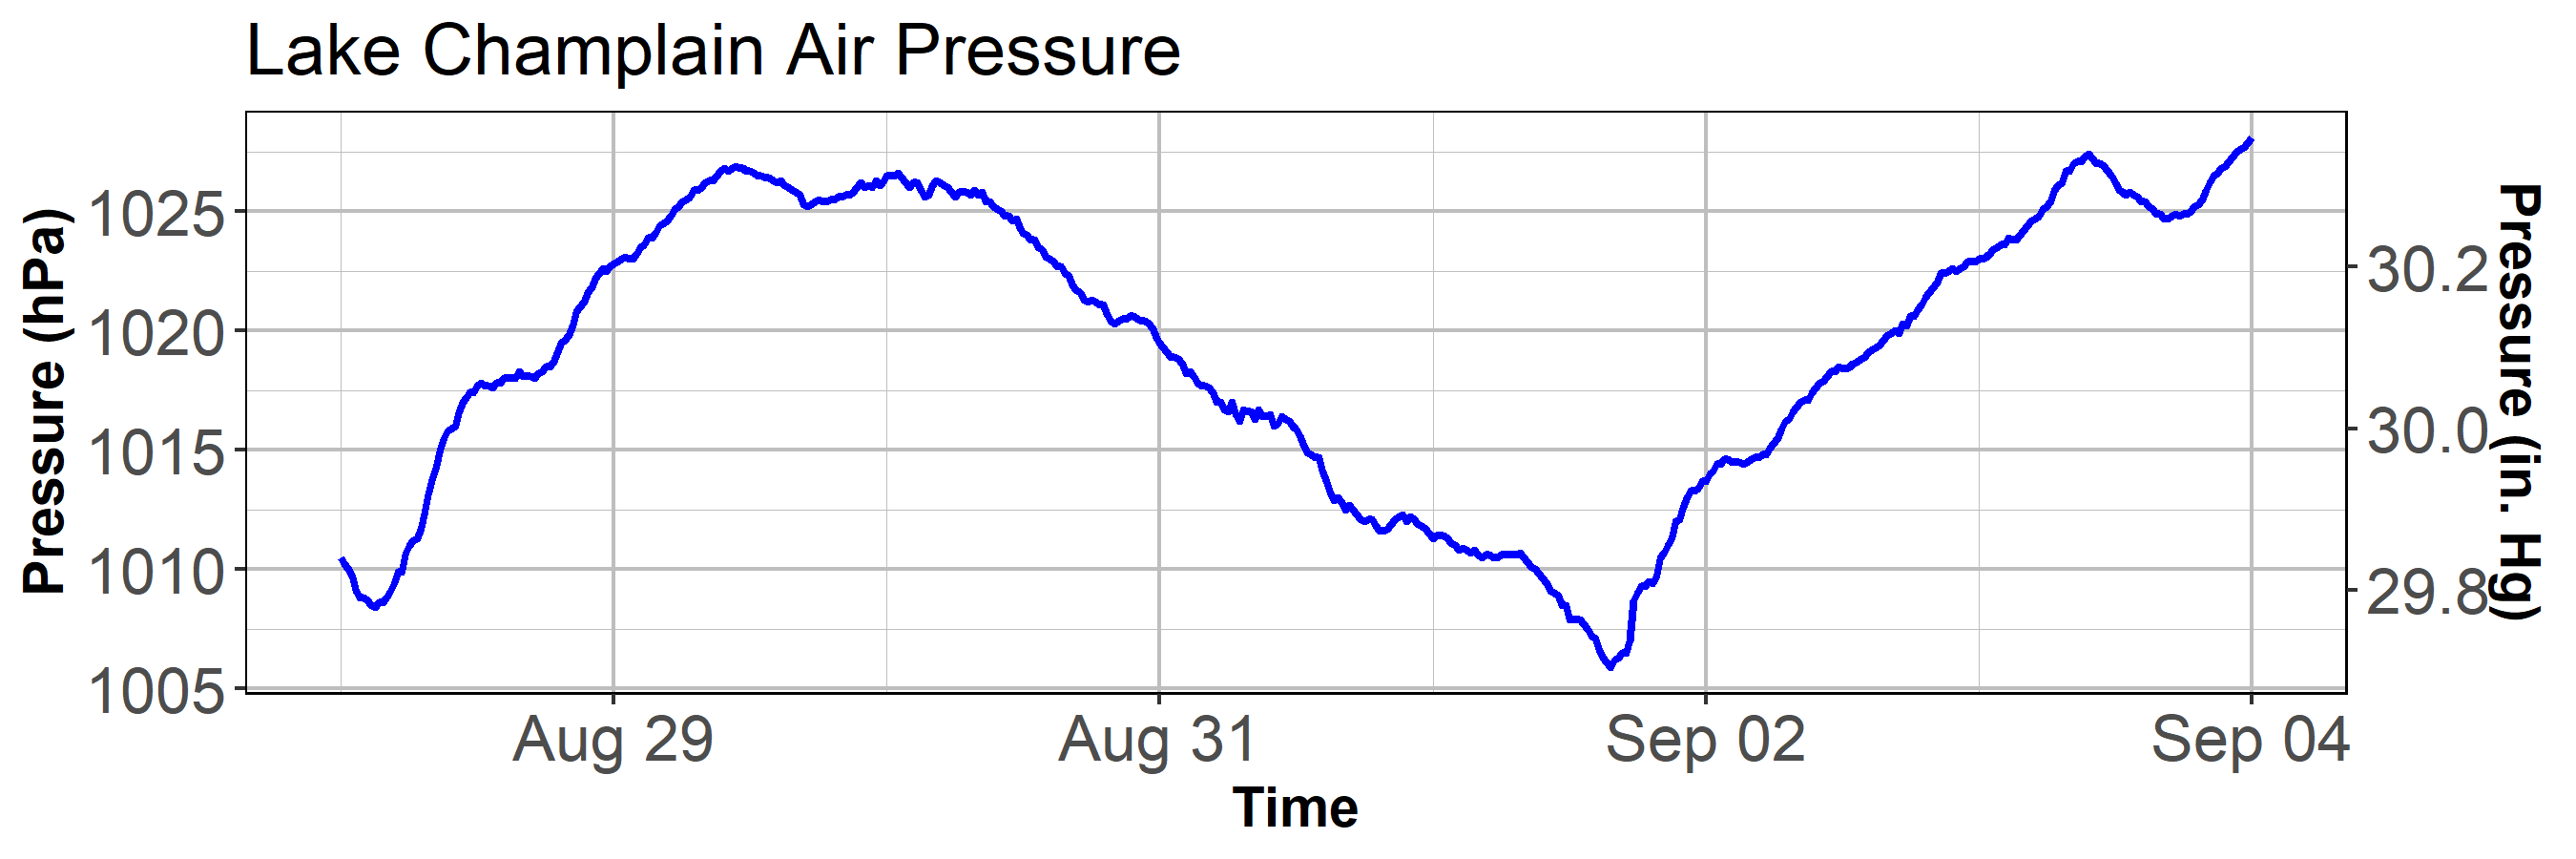 Lake Champlain Air Pressure
Pressure (hPa)
1025
1020
1015
1010
1005
30.2
30.0
29.8
Pressure (in. Hg)
Aug 29
Aug 31
Sep 02
Sep 04
Time